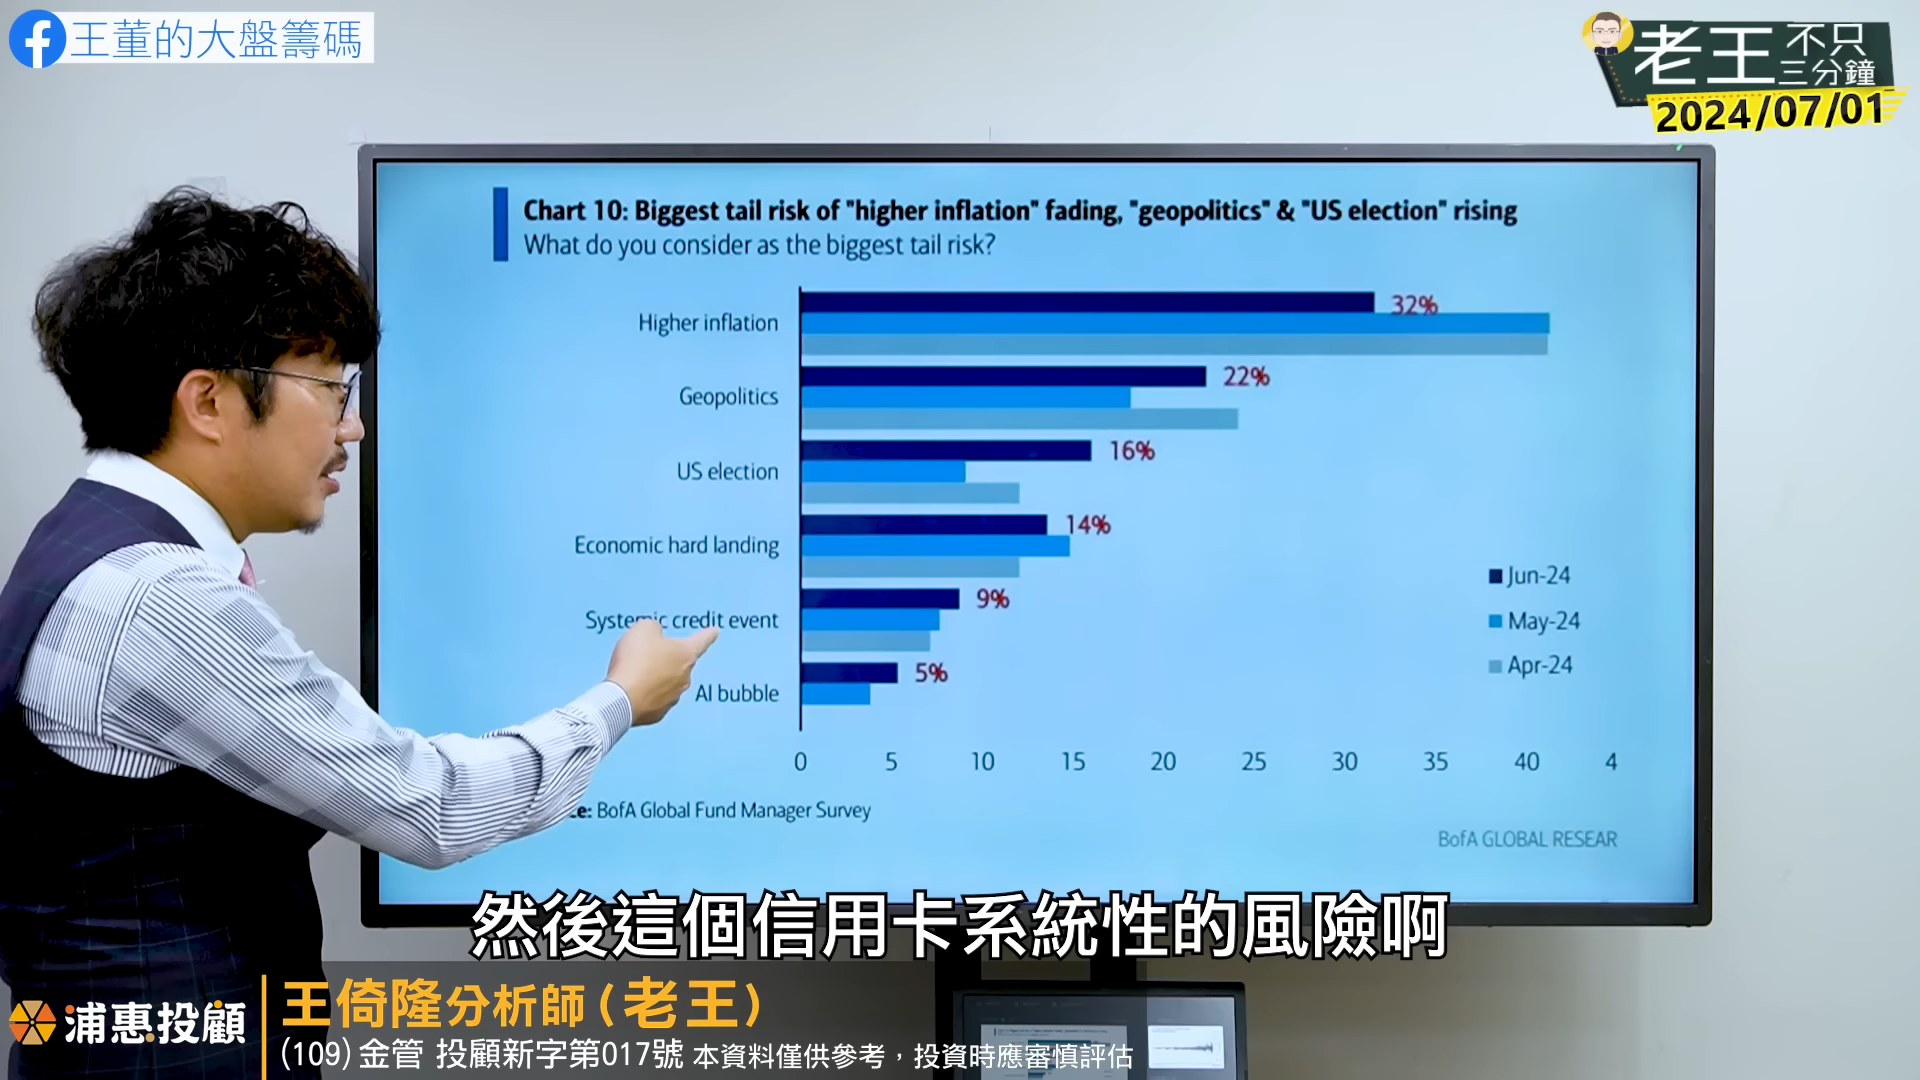 王董的大盤籌碼
老王 不只三分鐘
2024/07/01
Chart 10: Biggest tail risk of "higher inflation" fading, "geopolitics" & "US election" rising
What do you consider as the biggest tail risk?
Higher inflation 32%
Geopolitics 22%
US election 16%
Economic hard landing 14%
Systemic credit event 9%
AI bubble 5%
Jun-24
May-24
Apr-24
0 5 10 15 20 25 30 35 40 4
e: BofA Global Fund Manager Survey
BofA GLOBAL RESEAR
然後這個信用卡系統性的風險啊
浦惠投顧
王倚隆分析師(老王)
(109)金管 投顧新字第017號 本資料僅供參考，投資時應審慎評估